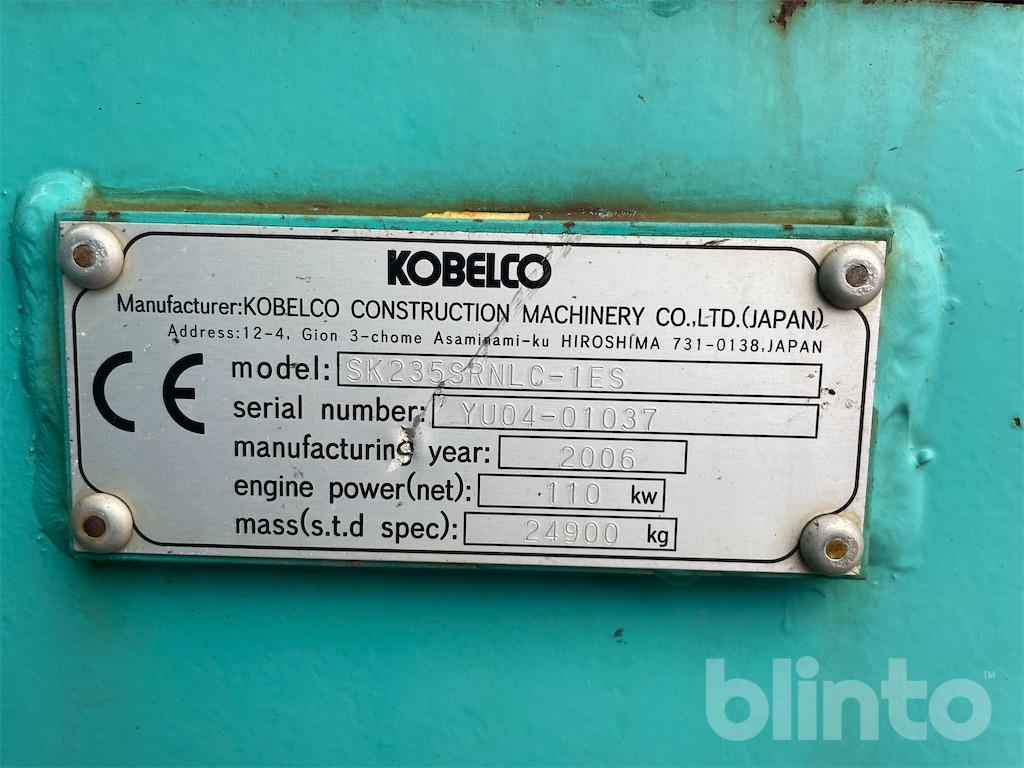 KOBELCO
Manufacturer:KOBELCO CONSTRUCTION MACHINERY CO.,LTD.(JAPAN)
Address:12-4, Gion 3-chome Asaminami-ku HIROSHIMA 731-0138,JAPAN
CE
model: SK235SRNLC-1ES
serial number: YU04-01037
manufacturing year: 2006
engine power(net): 110 kw
mass(s.t.d spec): 24900 kg
blinto™